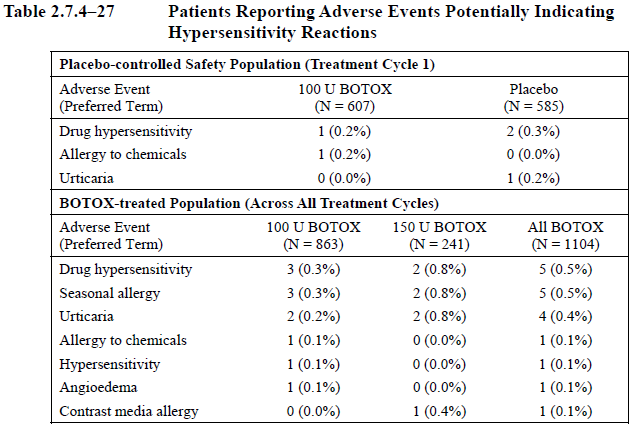 Table 2.7.4–27 Patients Reporting Adverse Events Potentially Indicating
Hypersensitivity Reactions
Placebo-controlled Safety Population (Treatment Cycle 1)
Adverse Event 100 U BOTOX Placebo
(Preferred Term) (N = 607) (N = 585)
Drug hypersensitivity 1 (0.2%) 2 (0.3%)
Allergy to chemicals 1 (0.2%) 0 (0.0%)
Urticaria 0 (0.0%) 1 (0.2%)
BOTOX-treated Population (Across All Treatment Cycles)
Adverse Event 100 U BOTOX 150 U BOTOX All BOTOX
(Preferred Term) (N = 863) (N = 241) (N = 1104)
Drug hypersensitivity 3 (0.3%) 2 (0.8%) 5 (0.5%)
Seasonal allergy 3 (0.3%) 2 (0.8%) 5 (0.5%)
Urticaria 2 (0.2%) 2 (0.8%) 4 (0.4%)
Allergy to chemicals 1 (0.1%) 0 (0.0%) 1 (0.1%)
Hypersensitivity 1 (0.1%) 0 (0.0%) 1 (0.1%)
Angioedema 1 (0.1%) 0 (0.0%) 1 (0.1%)
Contrast media allergy 0 (0.0%) 1 (0.4%) 1 (0.1%)